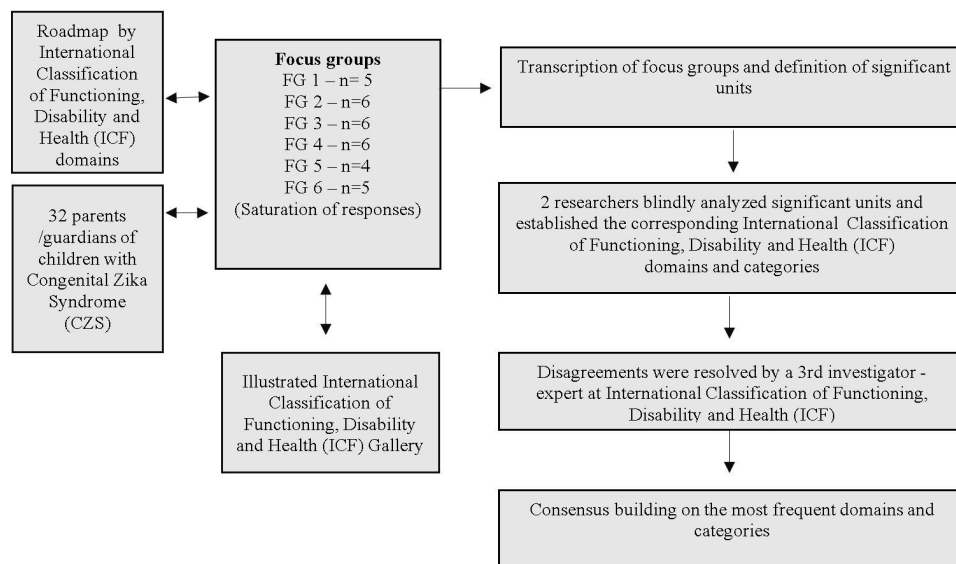 Roadmap by
International
Classification
of Functioning,
Disability and
Health (ICF)
domains
32 parents
/guardians of
children with
Congenital Zika
Syndrome
(CZS)
Focus groups
FG 1 – n= 5
FG 2 – n=6
FG 3 – n=6
FG 4 – n=6
FG 5 – n=4
FG 6 – n=5
(Saturation of responses)
Illustrated International
Classification of
Functioning, Disability
and Health (ICF) Gallery
Transcription of focus groups and definition of significant
units
2 researchers blindly analyzed significant units and
established the corresponding International Classification
of Functioning, Disability and Health (ICF)
domains and categories
Disagreements were resolved by a 3rd investigator -
expert at International Classification of Functioning,
Disability and Health (ICF)
Consensus building on the most frequent domains and
categories